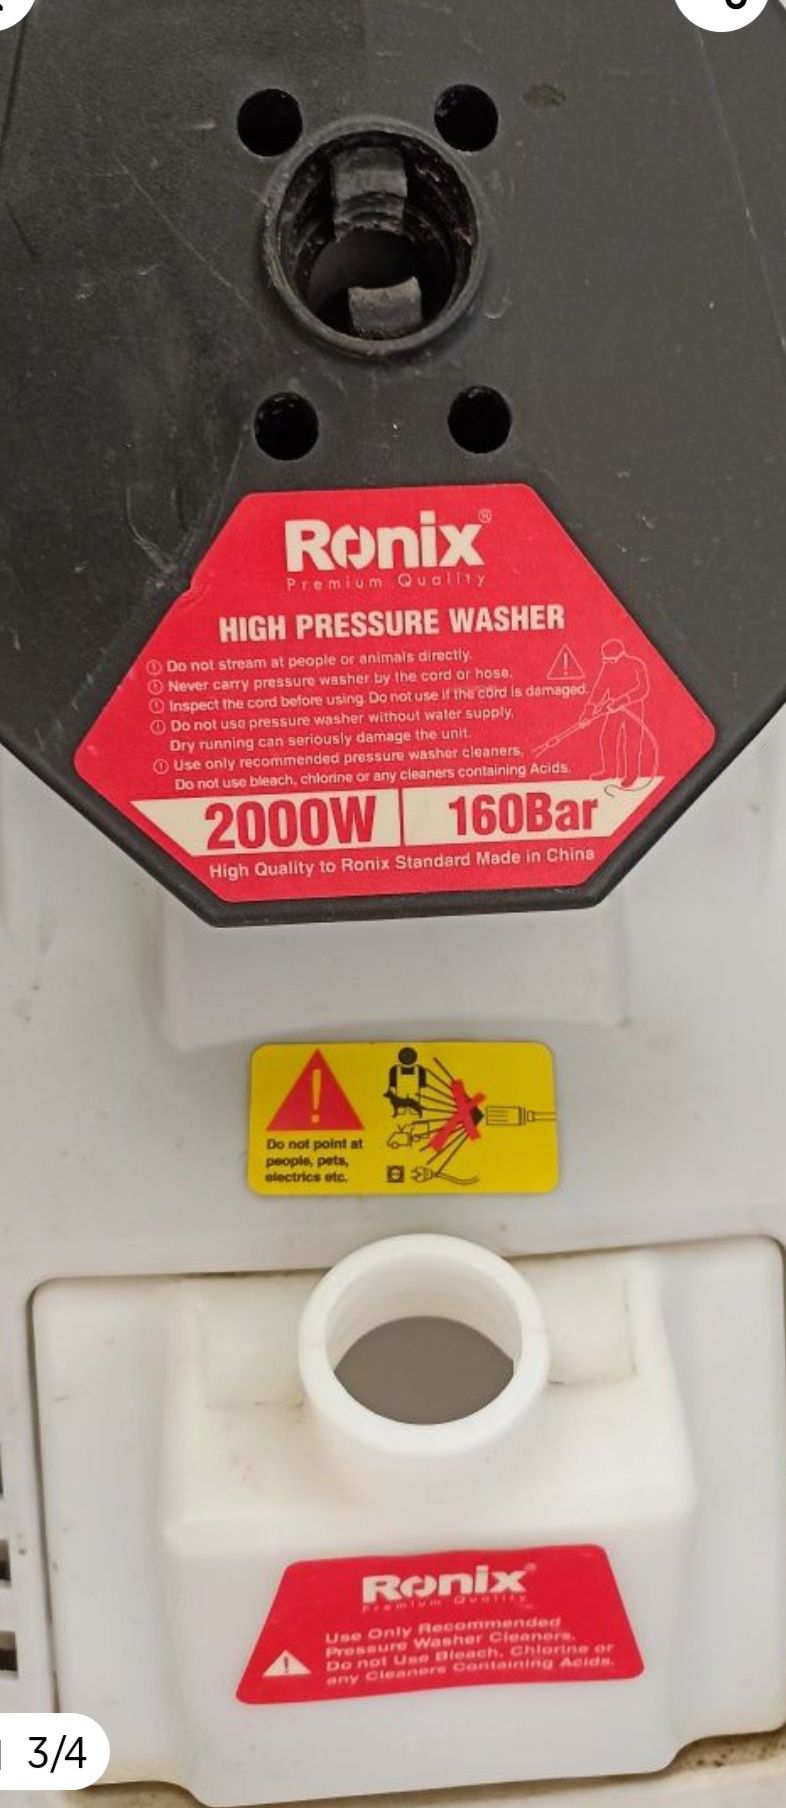 Ronix®
Premium Quality
HIGH PRESSURE WASHER
Do not stream at people or animals directly.
Never carry pressure washer by the cord or hose.
Inspect the cord before using. Do not use if the cord is damaged.
Do not use pressure washer without water supply,
Dry running can seriously damage the unit.
Use only recommended pressure washer cleaners,
Do not use bleach, chlorine or any cleaners containing Acids.
2000W 160Bar
High Quality to Ronix Standard Made in China
Do not point at
people, pets,
electrics etc.
Ronix®
Premium Quality
Use Only Recommended
Pressure Washer Cleaners.
Do not Use Bleach, Chlorine or
any Cleaners Containing Acids.
3/4